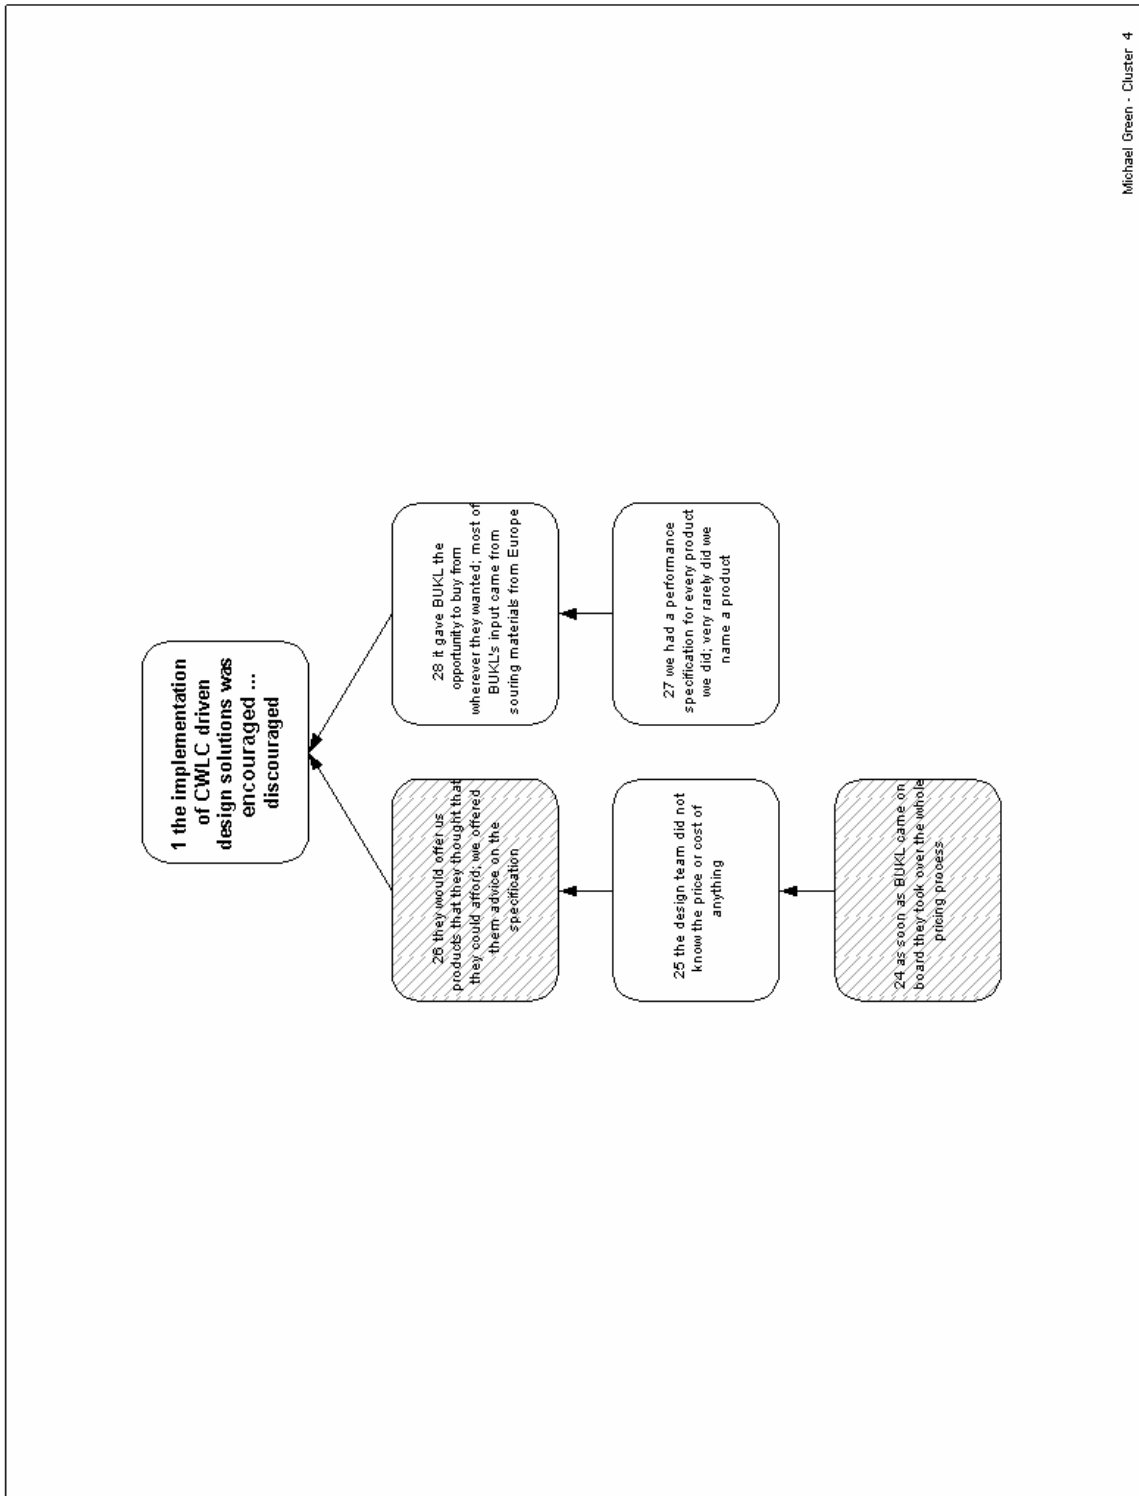 1 the implementation
of CWLC driven
design solutions was
encouraged ...
discouraged
26 they would offer us
products that they thought that
they could afford; we offered
them advice on the
specification
28 it gave BUKL the
opportunity to buy from
wherever they wanted; most of
BUKL's input came from
souring materials from Europe
25 the design team did not
know the price or cost of
anything
27 we had a performance
specification for every product
we did; very rarely did we
name a product
24 as soon as BUKL came on
board they took over the whole
pricing process
Michael Green - Cluster 4